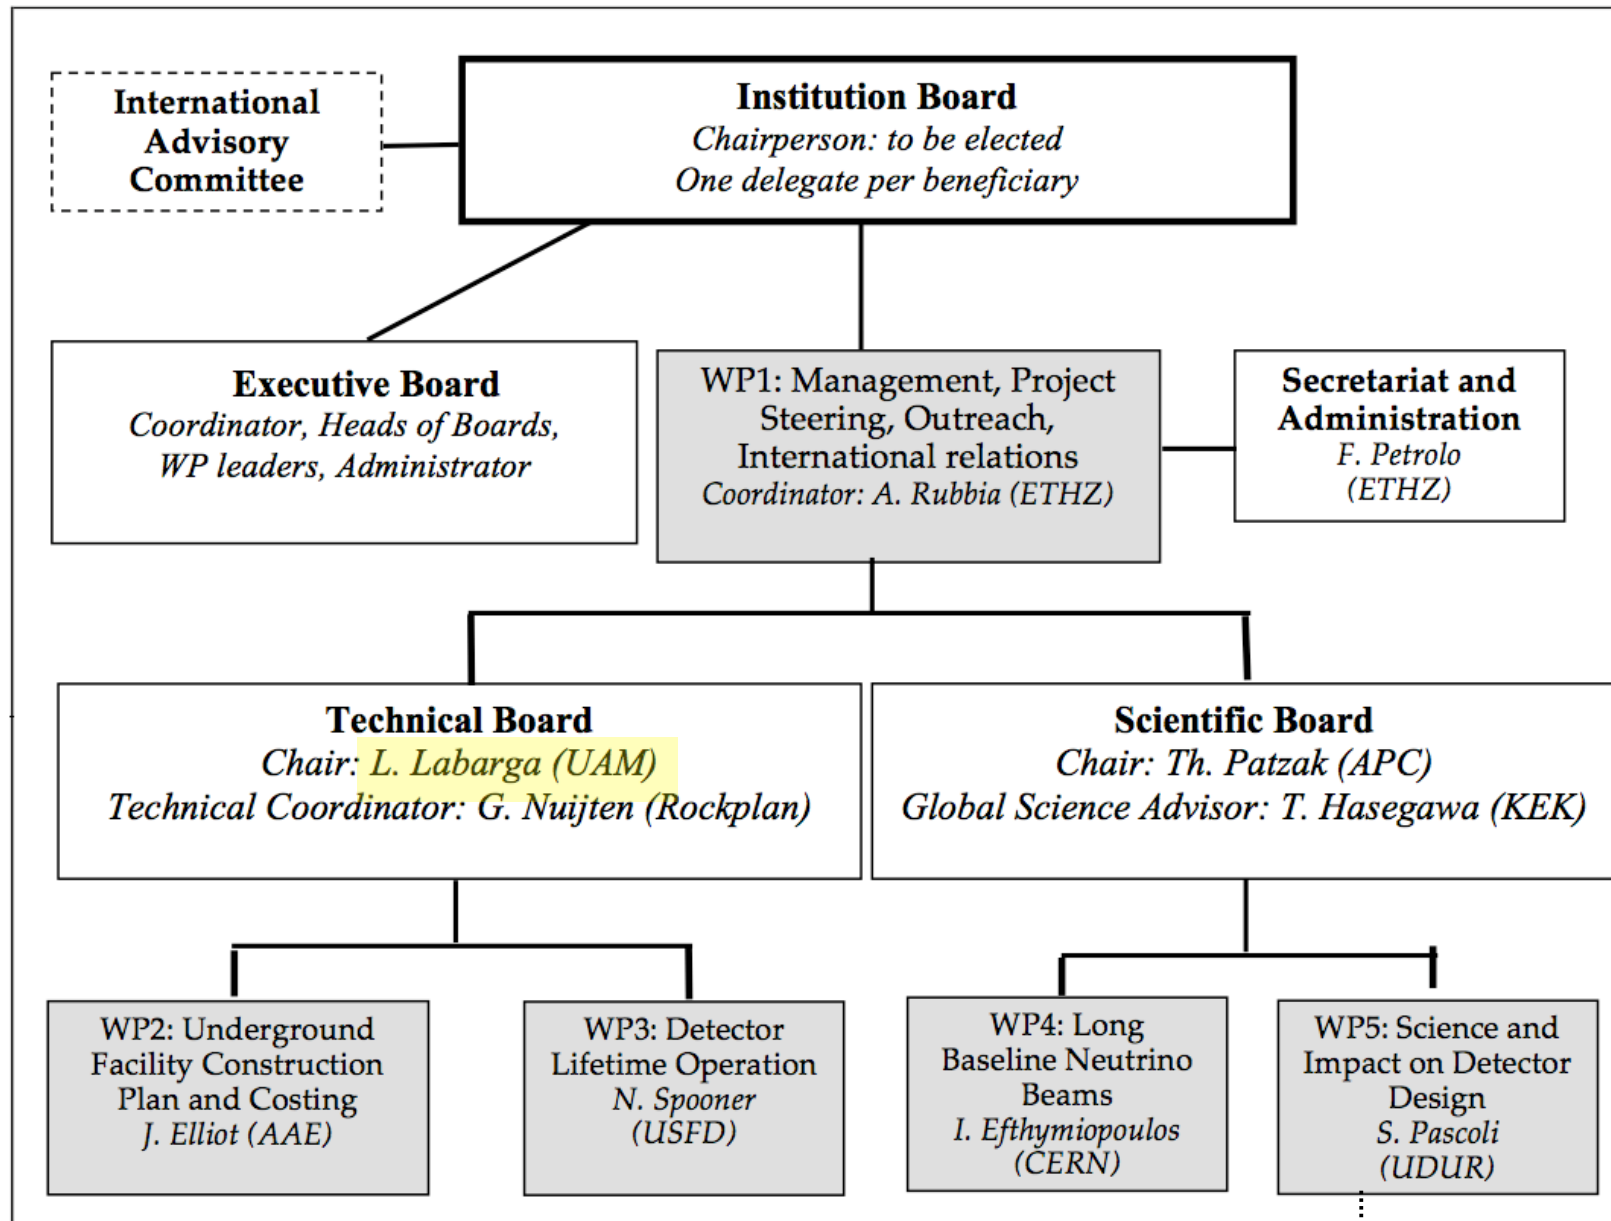 International
Advisory
Committee
Institution Board
Chairperson: to be elected
One delegate per beneficiary
Executive Board
Coordinator, Heads of Boards,
WP leaders, Administrator
WP1: Management, Project
Steering, Outreach,
International relations
Coordinator: A. Rubbia (ETHZ)
Secretariat and
Administration
F. Petrolo
(ETHZ)
Technical Board
Chair: L. Labarga (UAM)
Technical Coordinator: G. Nuijten (Rockplan)
Scientific Board
Chair: Th. Patzak (APC)
Global Science Advisor: T. Hasegawa (KEK)
WP2: Underground
Facility Construction
Plan and Costing
J. Elliot (AAE)
WP3: Detector
Lifetime Operation
N. Spooner
(USFD)
WP4: Long
Baseline Neutrino
Beams
I. Efthymiopoulos
(CERN)
WP5: Science and
Impact on Detector
Design
S. Pascoli
(UDUR)